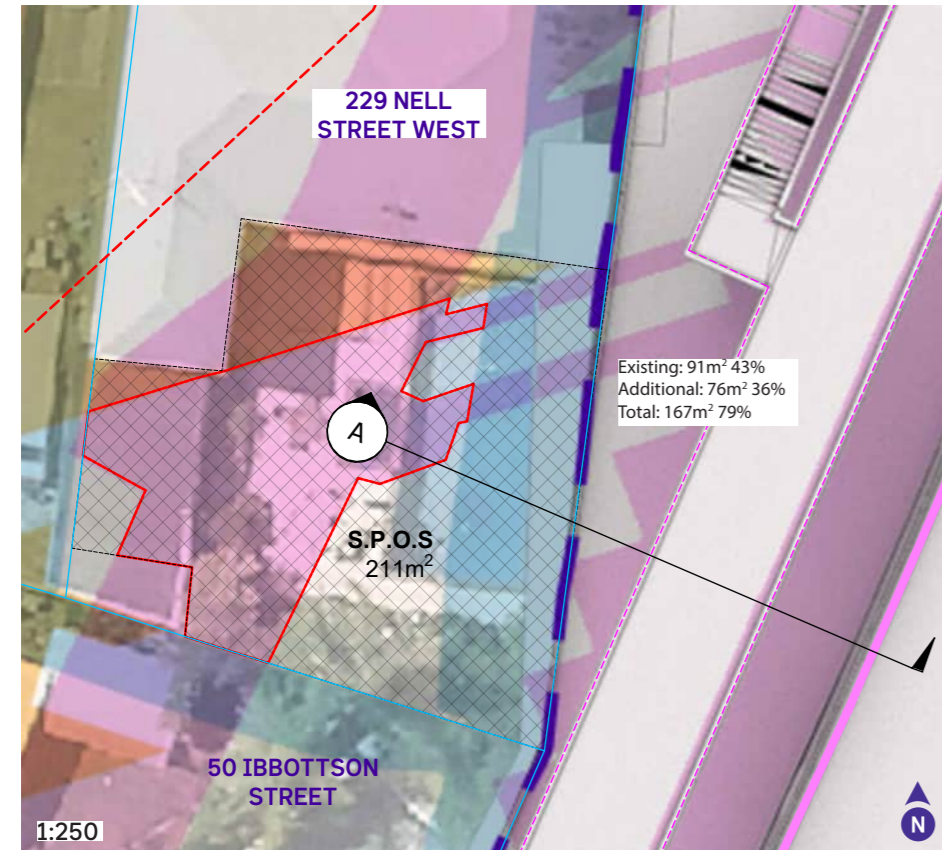 229 NELL
STREET WEST
Existing: 91m² 43%
Additional: 76m² 36%
Total: 167m² 79%
A
S.P.O.S
211m²
50 IBBOTTSON
STREET
1:250
N